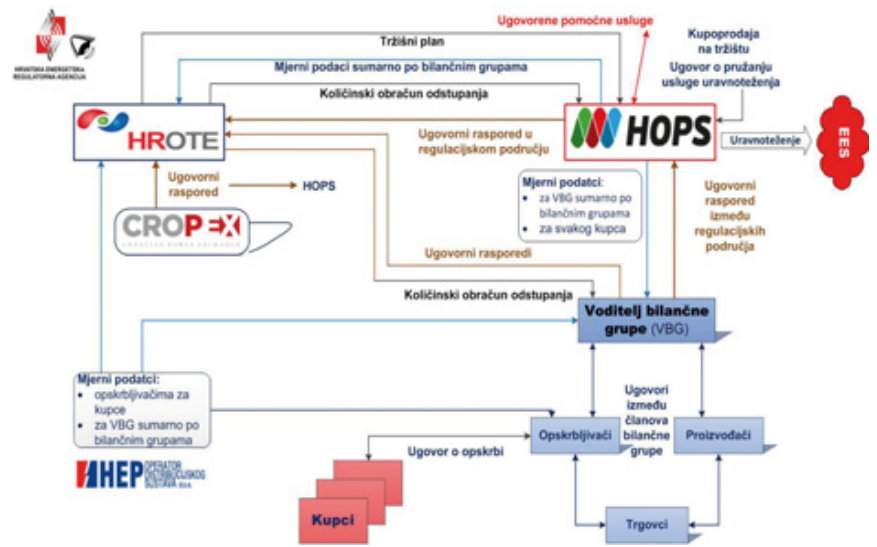 HRVATSKA ENERGETSKA
REGULATORNA AGENCIJA
Tržišni plan
Ugovorene pomoćne usluge
Kupoprodaja
na tržištu
Mjerni podaci sumarno po bilančnim grupama
Ugovor o pružanju
usluge uravnoteženja
Količinski obračun odstupanja
HROTE
HOPS
Uravnoteženje
EES
Ugovorni raspored u
regulacijskom području
Ugovorni
raspored
HOPS
CROPEX
CROATIAN POWER EXCHANGE
Mjerni podatci:
• za VBG sumarno po
bilančnim grupama
• za svakog kupca
Ugovorni
raspored
između
regulacijskih
područja
Ugovorni rasporedi
Količinski obračun odstupanja
Voditelj bilančne
grupe (VBG)
Mjerni podatci:
• opskrbljivačima za
kupce
• za VBG sumarno po
bilančnim grupama
Ugovori
između
članova
bilančne
grupe
Opskrbljivači
Proizvođači
Ugovor o opskrbi
HEP
OPERATOR
DISTRIBUCIJSKOG
SUSTAVA d.o.o.
Kupci
Trgovci